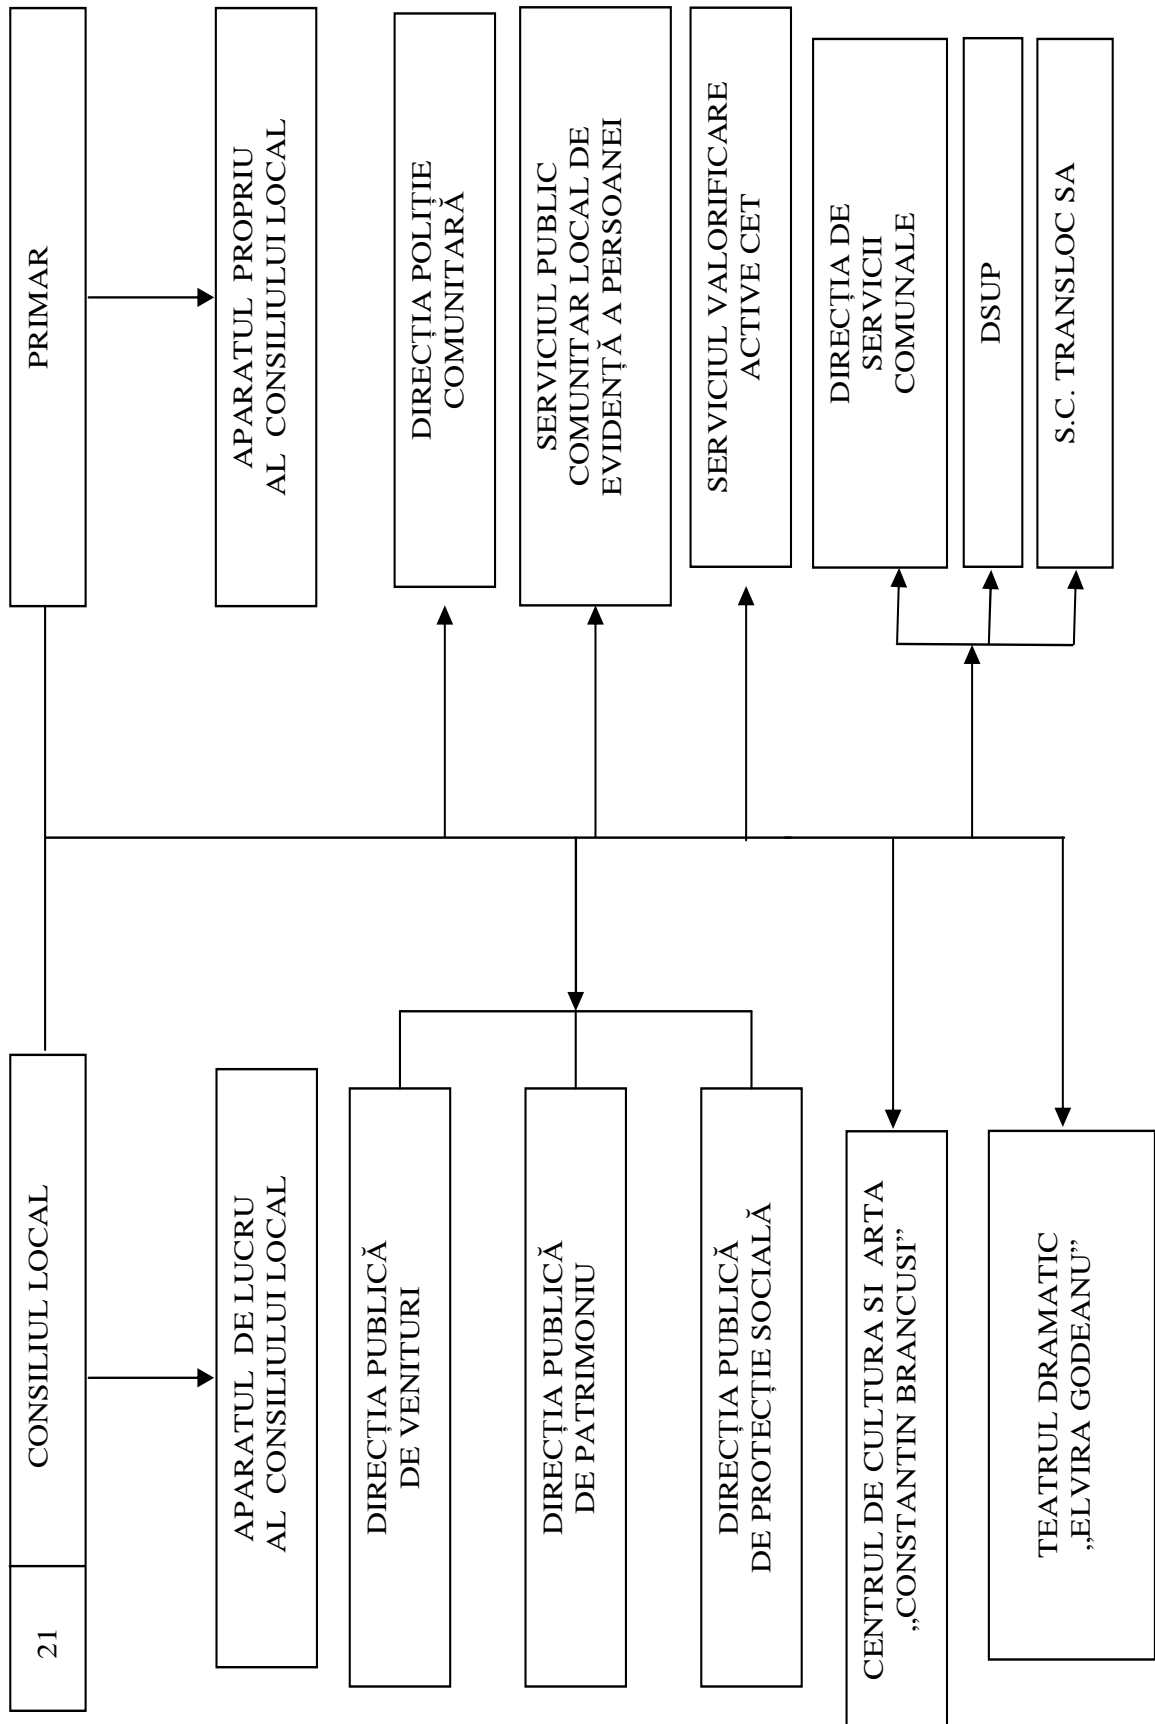 21
CONSILIUL LOCAL
PRIMAR
APARATUL DE LUCRU
AL CONSILIULUI LOCAL
APARATUL PROPRIU
AL CONSILIULUI LOCAL
DIRECȚIA PUBLICĂ
DE VENITURI
DIRECȚIA POLIȚIE
COMUNITARĂ
DIRECȚIA PUBLICĂ
DE PATRIMONIU
SERVICIUL PUBLIC
COMUNITAR LOCAL DE
EVIDENȚĂ A PERSOANEI
DIRECȚIA PUBLICĂ
DE PROTECȚIE SOCIALĂ
SERVICIUL VALORIFICARE
ACTIVE CET
CENTRUL DE CULTURA SI ARTA
„CONSTANTIN BRANCUSI”
DIRECȚIA DE
SERVICII
COMUNALE
DSUP
TEATRUL DRAMATIC
„ELVIRA GODEANU”
S.C. TRANSLOC SA